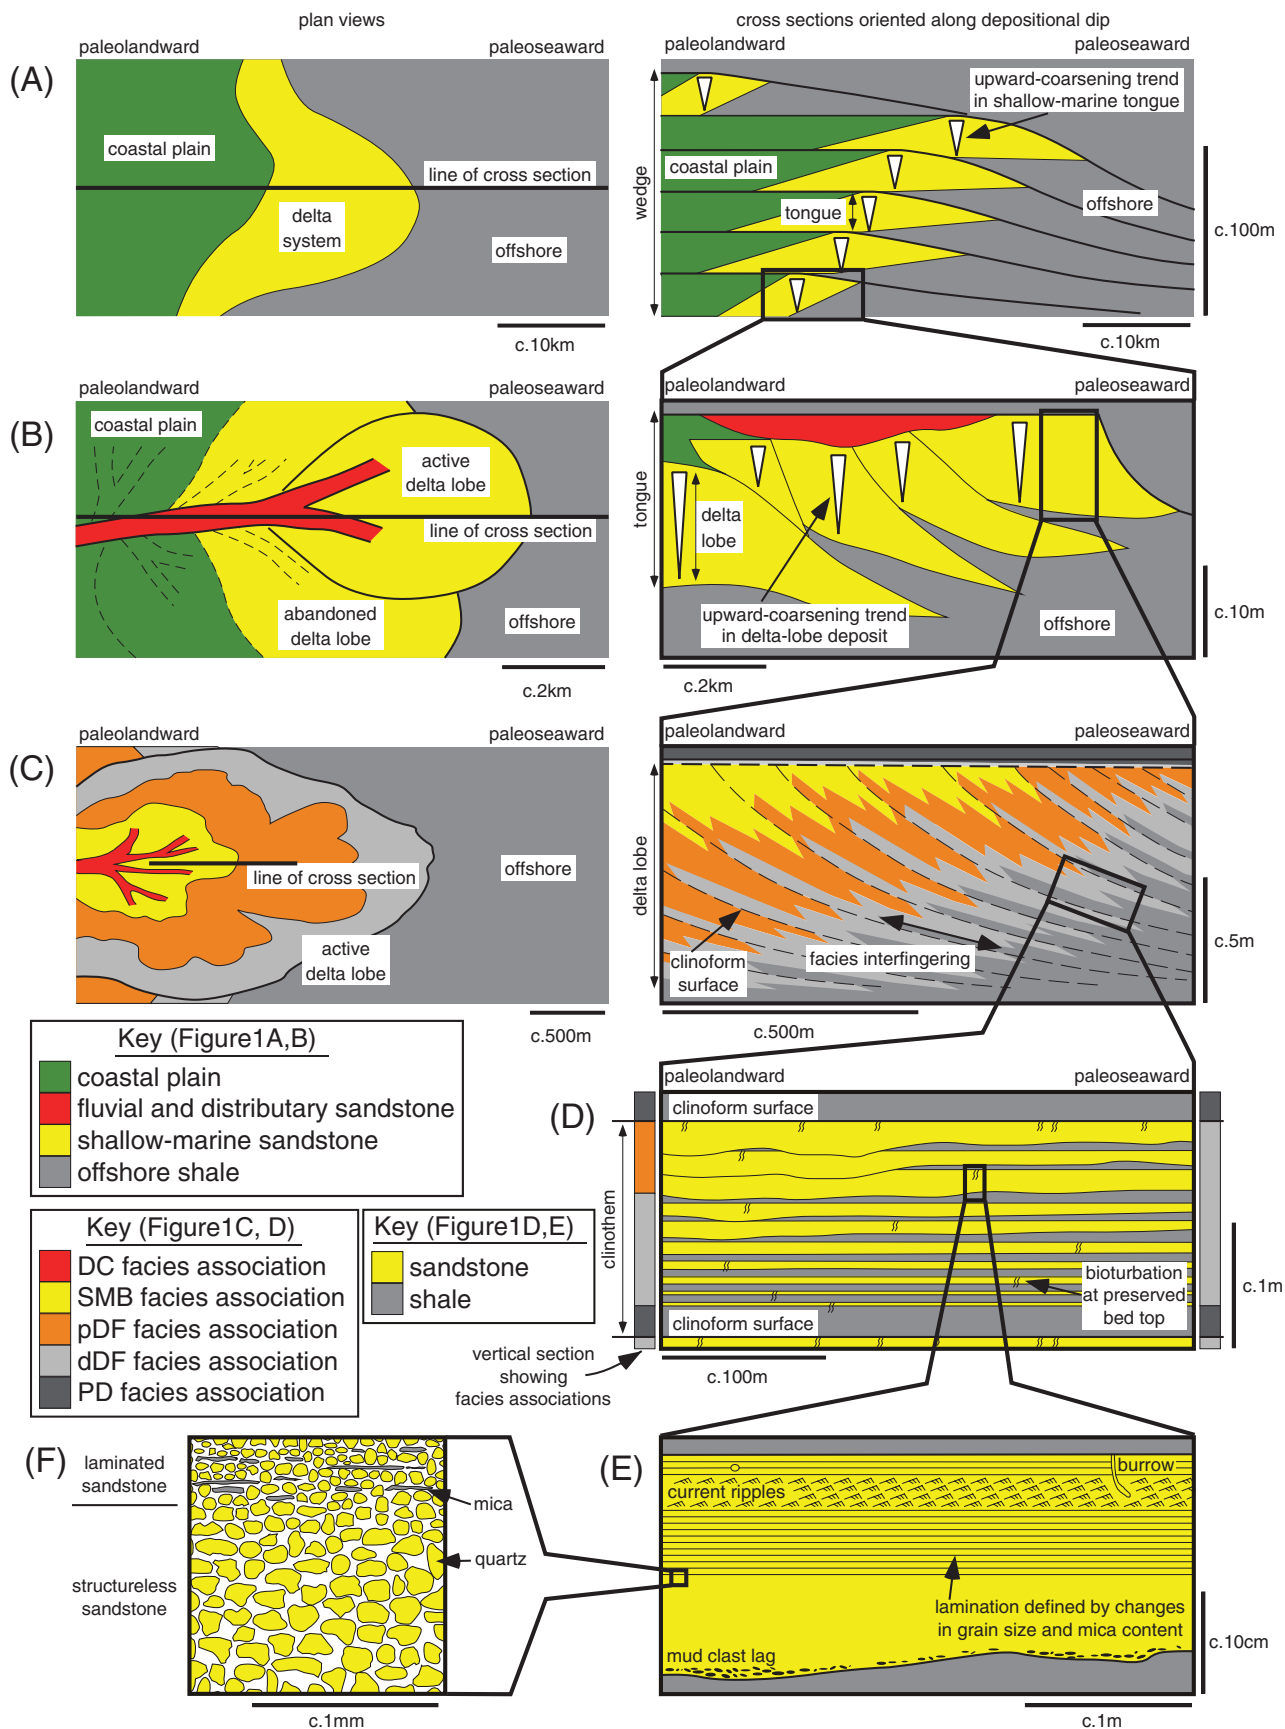 plan views
cross sections oriented along depositional dip
(A)
paleolandward
paleoseaward
coastal plain
line of cross section
delta
system
offshore
c.10km
paleolandward
paleoseaward
upward-coarsening trend
in shallow-marine tongue
wedge
coastal plain
tongue
offshore
c.100m
c.10km
(B)
paleolandward
paleoseaward
coastal plain
active
delta lobe
line of cross section
abandoned
delta lobe
offshore
c.2km
paleolandward
paleoseaward
tongue
delta
lobe
upward-coarsening trend
in delta-lobe deposit
offshore
c.10m
c.2km
(C)
paleolandward
paleoseaward
offshore
line of cross section
active
delta lobe
c.500m
paleolandward
paleoseaward
delta lobe
clinoform
surface
facies interfingering
c.5m
c.500m
Key (Figure1A,B)
coastal plain
fluvial and distributary sandstone
shallow-marine sandstone
offshore shale
Key (Figure1C, D)
DC facies association
SMB facies association
pDF facies association
dDF facies association
PD facies association
Key (Figure1D,E)
sandstone
shale
(D)
paleolandward
paleoseaward
clinoform surface
clinothem
bioturbation
at preserved
bed top
clinoform surface
c.1m
vertical section
showing
facies associations
c.100m
(F)
laminated
sandstone
mica
quartz
structureless
sandstone
c.1mm
(E)
burrow
current ripples
lamination defined by changes
in grain size and mica content
mud clast lag
c.10cm
c.1m